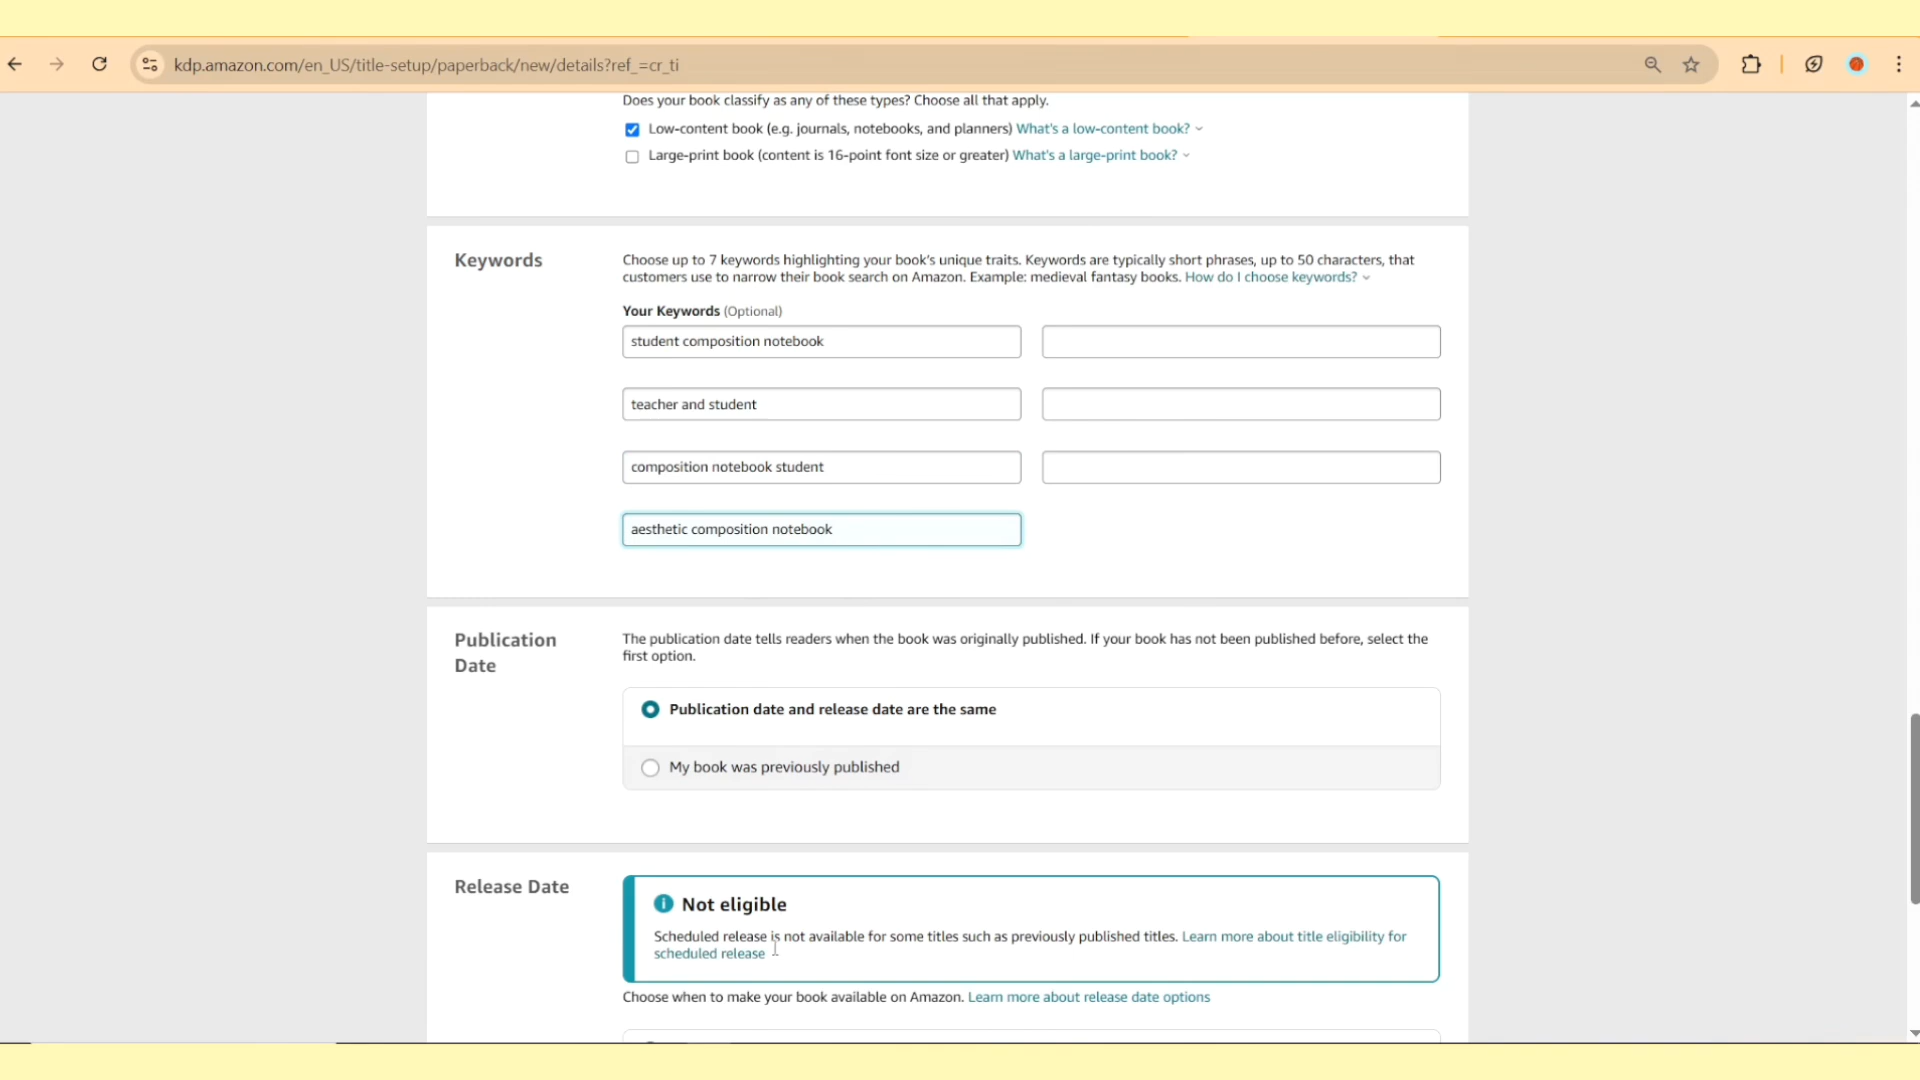 kdp.amazon.com/en_US/title-setup/paperback/new/details?ref_=cr_ti
Does your book classify as any of these types? Choose all that apply.
Low-content book (e.g. journals, notebooks, and planners) What's a low-content book?
Large-print book (content is 16-point font size or greater) What's a large-print book?
Keywords
Choose up to 7 keywords highlighting your book's unique traits. Keywords are typically short phrases, up to 50 characters, that
customers use to narrow their book search on Amazon. Example: medieval fantasy books. How do I choose keywords?
Your Keywords (Optional)
student composition notebook
teacher and student
composition notebook student
aesthetic composition notebook
Publication
Date
The publication date tells readers when the book was originally published. If your book has not been published before, select the
first option.
Publication date and release date are the same
My book was previously published
Release Date
Not eligible
Scheduled release is not available for some titles such as previously published titles. Learn more about title eligibility for
scheduled release
Choose when to make your book available on Amazon. Learn more about release date options